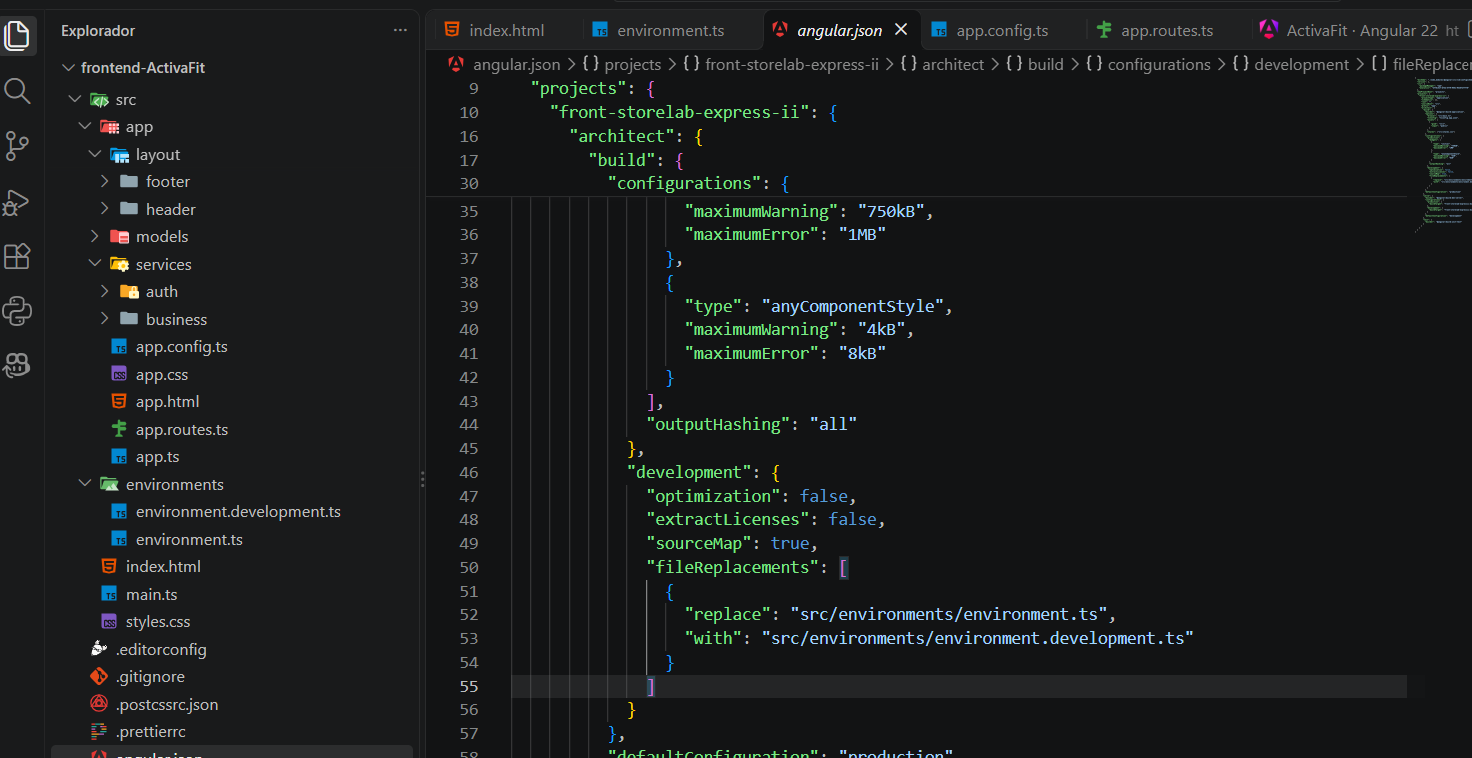 Explorador
frontend-ActivaFit
src
app
layout
footer
header
models
services
auth
business
app.config.ts
app.css
app.html
app.routes.ts
app.ts
environments
environment.development.ts
environment.ts
index.html
main.ts
styles.css
.editorconfig
.gitignore
.postcssrc.json
.prettierrc
angular.json
index.html environment.ts angular.json app.config.ts app.routes.ts ActivaFit · Angular 22 ht
angular.json > {} projects > {} front-storelab-express-ii > {} architect > {} build > {} configurations > {} development > [] fileReplacem
9 "projects": {
10 "front-storelab-express-ii": {
16 "architect": {
17 "build": {
30 "configurations": {
35 "maximumWarning": "750kB",
36 "maximumError": "1MB"
37 },
38 {
39 "type": "anyComponentStyle",
40 "maximumWarning": "4kB",
41 "maximumError": "8kB"
42 }
43 ],
44 "outputHashing": "all"
45 },
46 "development": {
47 "optimization": false,
48 "extractLicenses": false,
49 "sourceMap": true,
50 "fileReplacements": [
51 {
52 "replace": "src/environments/environment.ts",
53 "with": "src/environments/environment.development.ts"
54 }
55 ]
56 }
57 },
58 "defaultConfiguration": "production"